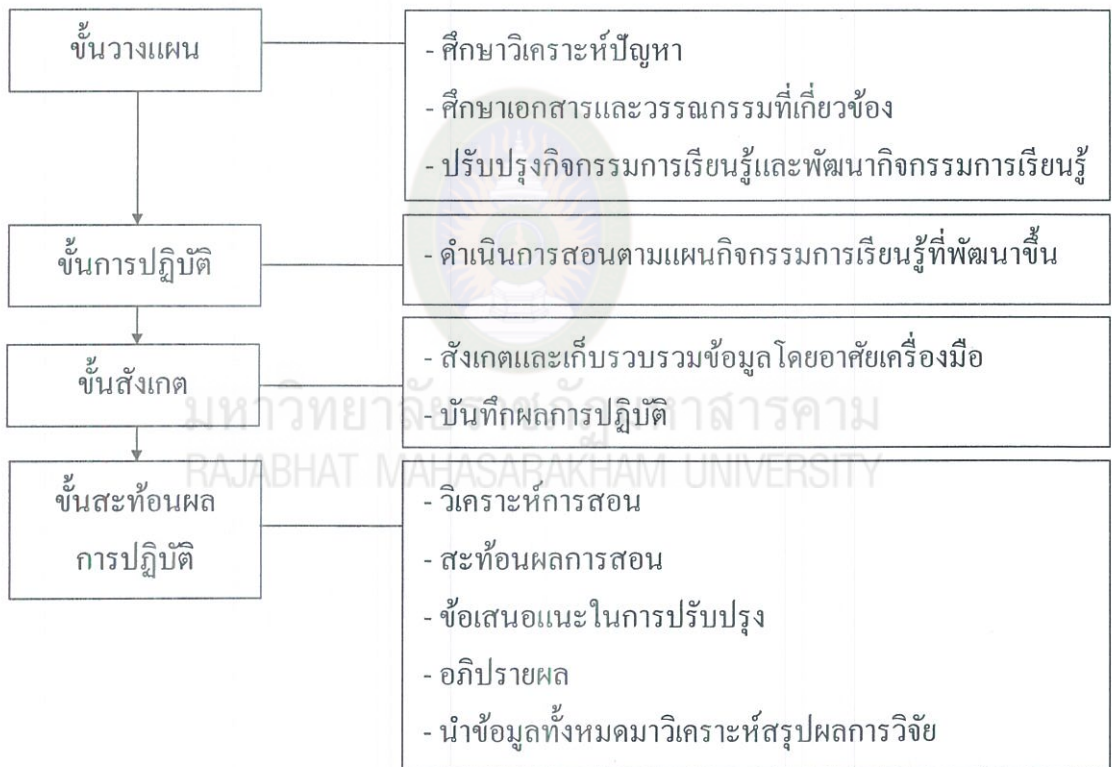 ขั้นวางแผน
- ศึกษาวิเคราะห์ปัญหา
- ศึกษาเอกสารและวรรณกรรมที่เกี่ยวข้อง
- ปรับปรุงกิจกรรมการเรียนรู้และพัฒนากิจกรรมการเรียนรู้
ขั้นการปฏิบัติ
- ดำเนินการสอนตามแผนกิจกรรมการเรียนรู้ที่พัฒนาขึ้น
ขั้นสังเกต
- สังเกตและเก็บรวบรวมข้อมูลโดยอาศัยเครื่องมือ
- บันทึกผลการปฏิบัติ
มหาวิทยาลัยราชภัฏมหาสารคาม
RAJABHAT MAHASARAKHAM UNIVERSITY
ขั้นสะท้อนผล
การปฏิบัติ
- วิเคราะห์การสอน
- สะท้อนผลการสอน
- ข้อเสนอแนะในการปรับปรุง
- อภิปรายผล
- นำข้อมูลทั้งหมดมาวิเคราะห์สรุปผลการวิจัย